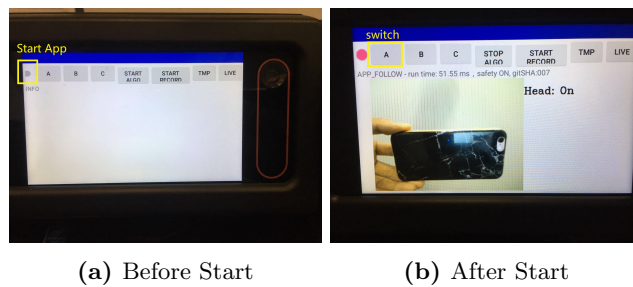 Start App
A B C START ALGO START RECORD TMP LIVE
INFO
switch
A B C STOP ALGO START RECORD TMP LIVE
APP_FOLLOW - run time: 51.55 ms , safety ON, gitSHA:007
Head: On
(a) Before Start
(b) After Start